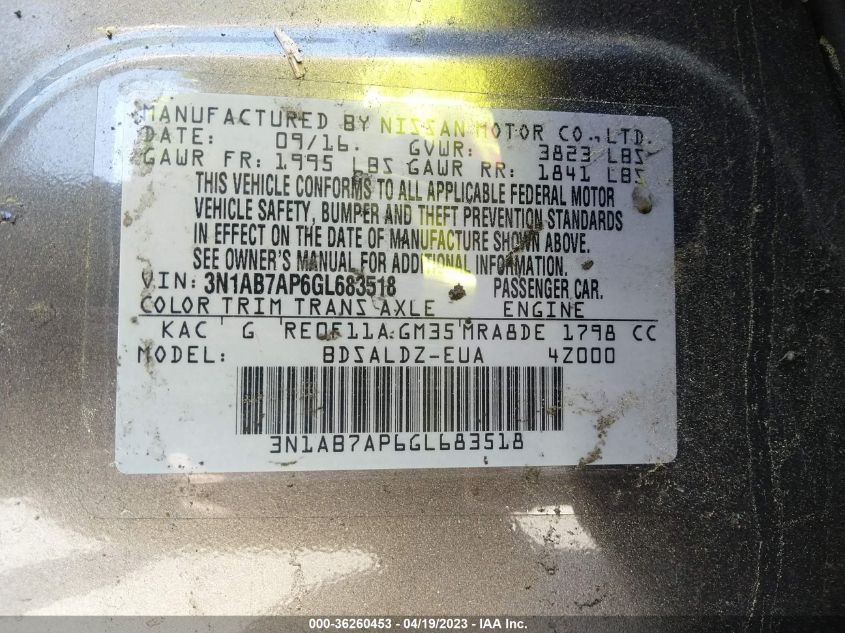 MANUFACTURED BY NISSAN MOTOR CO.,LTD.
DATE: 09/16. GVWR: 3823 LBS
GAWR FR: 1995 LBS GAWR RR: 1841 LBS
THIS VEHICLE CONFORMS TO ALL APPLICABLE FEDERAL MOTOR
VEHICLE SAFETY, BUMPER AND THEFT PREVENTION STANDARDS
IN EFFECT ON THE DATE OF MANUFACTURE SHOWN ABOVE.
SEE OWNER'S MANUAL FOR ADDITIONAL INFORMATION.
VIN: 3N1AB7AP6GL683518 PASSENGER CAR.
COLOR TRIM TRANS AXLE ENGINE
KAC G RE0F11A GM35 MRA8DE 1798 CC
MODEL: BDSALDZ-EUA 4Z000
3N1AB7AP6GL683518
000-36260453 - 04/19/2023 - IAA Inc.